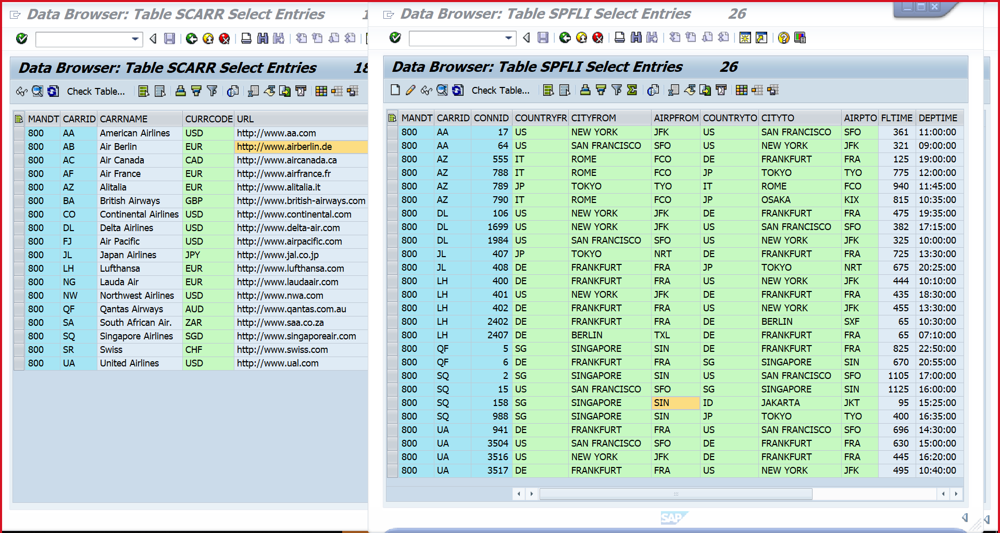 Data Browser: Table SCARR Select Entries 1
Data Browser: Table SCARR Select Entries 18
Check Table...
MANDT CARRID CARRNAME CURRCODE URL
800 AA American Airlines USD http://www.aa.com
800 AB Air Berlin EUR http://www.airberlin.de
800 AC Air Canada CAD http://www.aircanada.ca
800 AF Air France EUR http://www.airfrance.fr
800 AZ Alitalia EUR http://www.alitalia.it
800 BA British Airways GBP http://www.british-airways.com
800 CO Continental Airlines USD http://www.continental.com
800 DL Delta Airlines USD http://www.delta-air.com
800 FJ Air Pacific USD http://www.airpacific.com
800 JL Japan Airlines JPY http://www.jal.co.jp
800 LH Lufthansa EUR http://www.lufthansa.com
800 NG Lauda Air EUR http://www.laudaair.com
800 NW Northwest Airlines USD http://www.nwa.com
800 QF Qantas Airways AUD http://www.qantas.com.au
800 SA South African Air. ZAR http://www.saa.co.za
800 SQ Singapore Airlines SGD http://www.singaporeair.com
800 SR Swiss CHF http://www.swiss.com
800 UA United Airlines USD http://www.ual.com
Data Browser: Table SPFLI Select Entries 26
Data Browser: Table SPFLI Select Entries 26
Check Table...
MANDT CARRID CONNID COUNTRYFR CITYFROM AIRPFROM COUNTRYTO CITYTO AIRPTO FLTIME DEPTIME
800 AA 17 US NEW YORK JFK US SAN FRANCISCO SFO 361 11:00:00
800 AA 64 US SAN FRANCISCO SFO US NEW YORK JFK 321 09:00:00
800 AZ 555 IT ROME FCO DE FRANKFURT FRA 125 19:00:00
800 AZ 788 IT ROME FCO JP TOKYO TYO 775 12:00:00
800 AZ 789 JP TOKYO TYO IT ROME FCO 940 11:45:00
800 AZ 790 IT ROME FCO JP OSAKA KIX 815 10:35:00
800 DL 106 US NEW YORK JFK DE FRANKFURT FRA 475 19:35:00
800 DL 1699 US NEW YORK JFK US SAN FRANCISCO SFO 382 17:15:00
800 DL 1984 US SAN FRANCISCO SFO US NEW YORK JFK 325 10:00:00
800 JL 407 JP TOKYO NRT DE FRANKFURT FRA 725 13:30:00
800 JL 408 DE FRANKFURT FRA JP TOKYO NRT 675 20:25:00
800 LH 400 DE FRANKFURT FRA US NEW YORK JFK 444 10:10:00
800 LH 401 US NEW YORK JFK DE FRANKFURT FRA 435 18:30:00
800 LH 402 DE FRANKFURT FRA US NEW YORK JFK 455 13:30:00
800 LH 2402 DE FRANKFURT FRA DE BERLIN SXF 65 10:30:00
800 LH 2407 DE BERLIN TXL DE FRANKFURT FRA 65 07:10:00
800 QF 5 SG SINGAPORE SIN DE FRANKFURT FRA 825 22:50:00
800 QF 6 DE FRANKFURT FRA SG SINGAPORE SIN 670 20:55:00
800 SQ 2 SG SINGAPORE SIN US SAN FRANCISCO SFO 1105 17:00:00
800 SQ 15 US SAN FRANCISCO SFO SG SINGAPORE SIN 1125 16:00:00
800 SQ 158 SG SINGAPORE SIN ID JAKARTA JKT 95 15:25:00
800 SQ 988 SG SINGAPORE SIN JP TOKYO TYO 400 16:35:00
800 UA 941 DE FRANKFURT FRA US SAN FRANCISCO SFO 696 14:30:00
800 UA 3504 US SAN FRANCISCO SFO DE FRANKFURT FRA 630 15:00:00
800 UA 3516 US NEW YORK JFK DE FRANKFURT FRA 445 16:20:00
800 UA 3517 DE FRANKFURT FRA US NEW YORK JFK 495 10:40:00
SAP